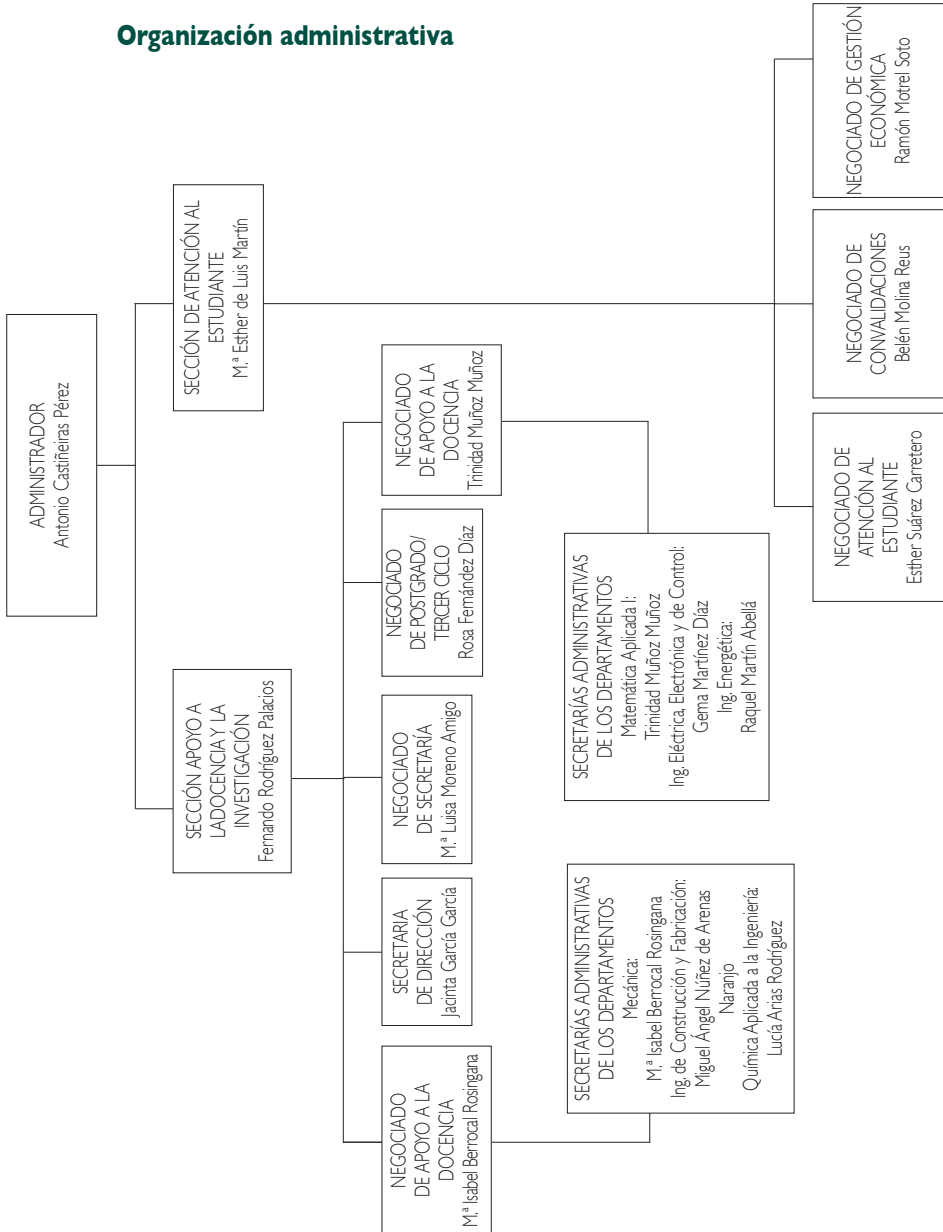 Organización administrativa
ADMINISTRADOR
Antonio Castiñeiras Pérez
SECCIÓN APOYO A
LADOCENCIA Y LA
INVESTIGACIÓN
Fernando Rodríguez Palacios
SECCIÓN DE ATENCIÓN AL
ESTUDIANTE
M.ª Esther de Luis Martín
NEGOCIADO
DE APOYO A LA
DOCENCIA
M.ª Isabel Berrocal Rosingana
SECRETARIA
DE DIRECCIÓN
Jacinta García García
NEGOCIADO
DE SECRETARÍA
M.ª Luisa Moreno Amigo
NEGOCIADO
DE POSTGRADO/
TERCER CICLO
Rosa Fernández Díaz
NEGOCIADO
DE APOYO A LA
DOCENCIA
Trinidad Muñoz Muñoz
SECRETARÍAS ADMINISTRATIVAS
DE LOS DEPARTAMENTOS
Mecánica:
M.ª Isabel Berrocal Rosingana
Ing. de Construcción y Fabricación:
Miguel Ángel Núñez de Arenas
Naranjo
Química Aplicada a la Ingeniería:
Lucía Arias Rodríguez
SECRETARÍAS ADMINISTRATIVAS
DE LOS DEPARTAMENTOS
Matemática Aplicada I:
Trinidad Muñoz Muñoz
Ing. Eléctrica, Electrónica y de Control:
Gema Martínez Díaz
Ing. Energética:
Raquel Martín Abellá
NEGOCIADO DE
ATENCIÓN AL
ESTUDIANTE
Esther Suárez Carretero
NEGOCIADO DE
CONVALIDACIONES
Belén Molina Reus
NEGOCIADO DE GESTIÓN
ECONÓMICA
Ramón Motrel Soto